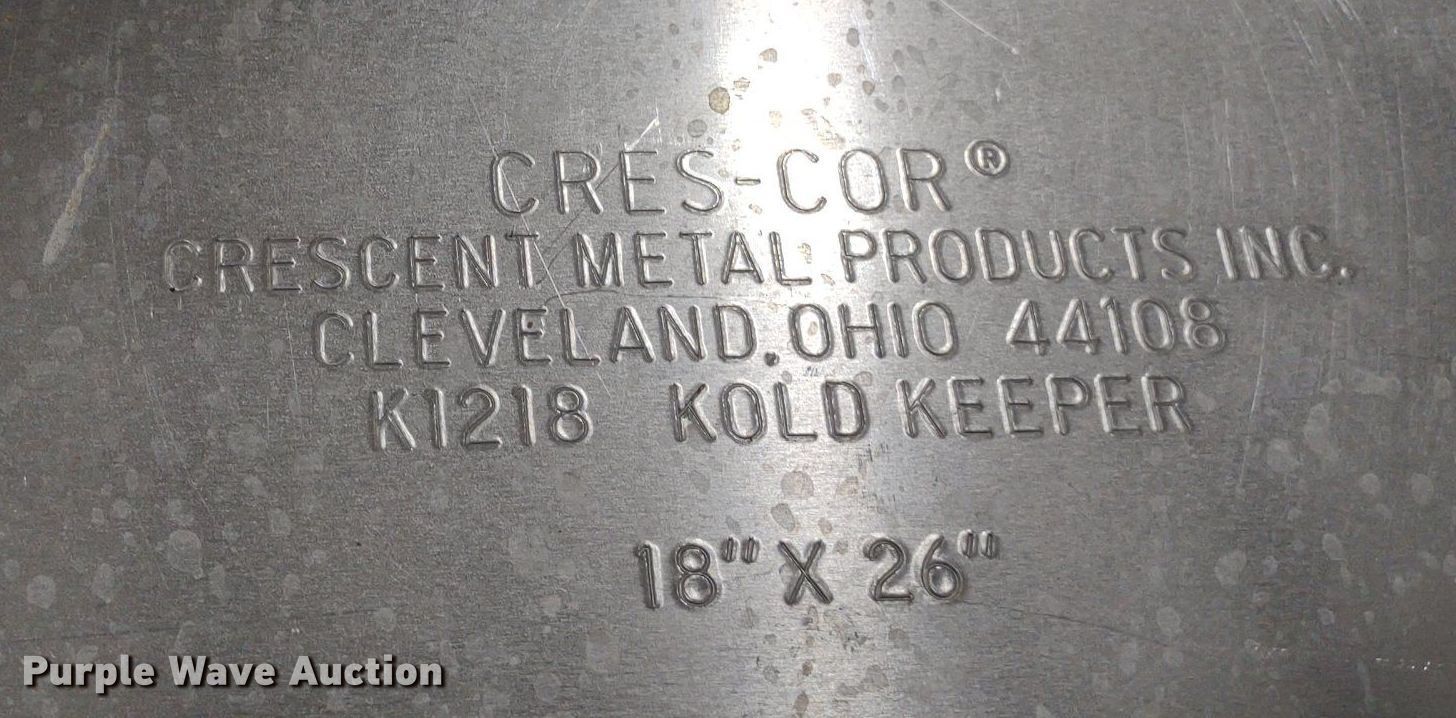 CRES-COR®
CRESCENT METAL PRODUCTS INC.
CLEVELAND, OHIO 44108
K1218 KOLD KEEPER
18" X 26"
Purple Wave Auction